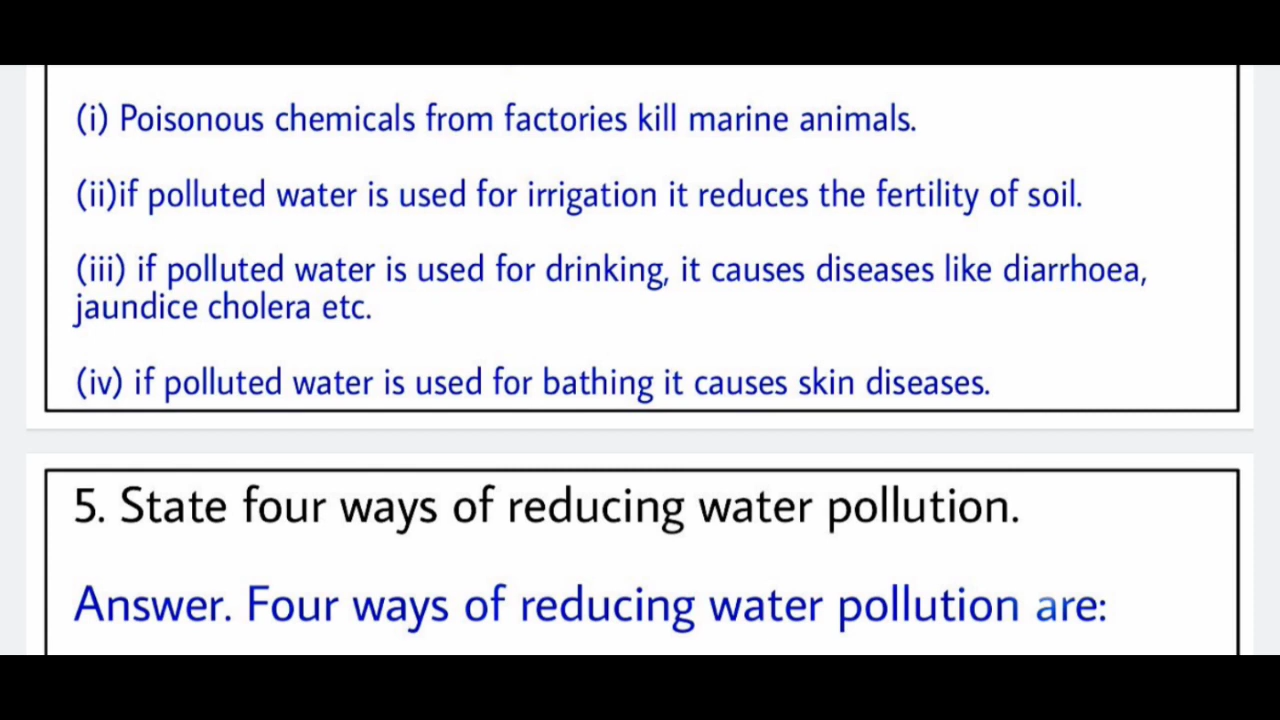 (i) Poisonous chemicals from factories kill marine animals.
(ii)if polluted water is used for irrigation it reduces the fertility of soil.
(iii) if polluted water is used for drinking, it causes diseases like diarrhoea,
jaundice cholera etc.
(iv) if polluted water is used for bathing it causes skin diseases.
5. State four ways of reducing water pollution.
Answer. Four ways of reducing water pollution are: